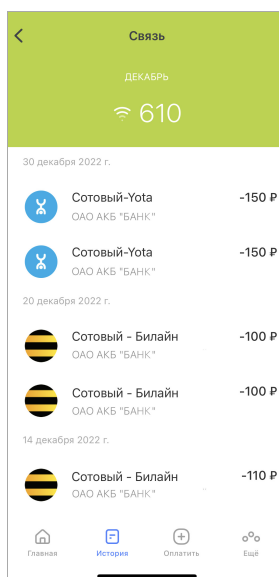 Связь
ДЕКАБРЬ
610
30 декабря 2022 г.
Сотовый-Yota
-150 ₽
ОАО АКБ "БАНК"
Сотовый-Yota
-150 ₽
ОАО АКБ "БАНК"
20 декабря 2022 г.
Сотовый - Билайн
-100 ₽
ОАО АКБ "БАНК"
Сотовый - Билайн
-100 ₽
ОАО АКБ "БАНК"
14 декабря 2022 г.
Сотовый - Билайн
-110 ₽
ОАО АКБ "БАНК"
Главная История Оплатить Ещё